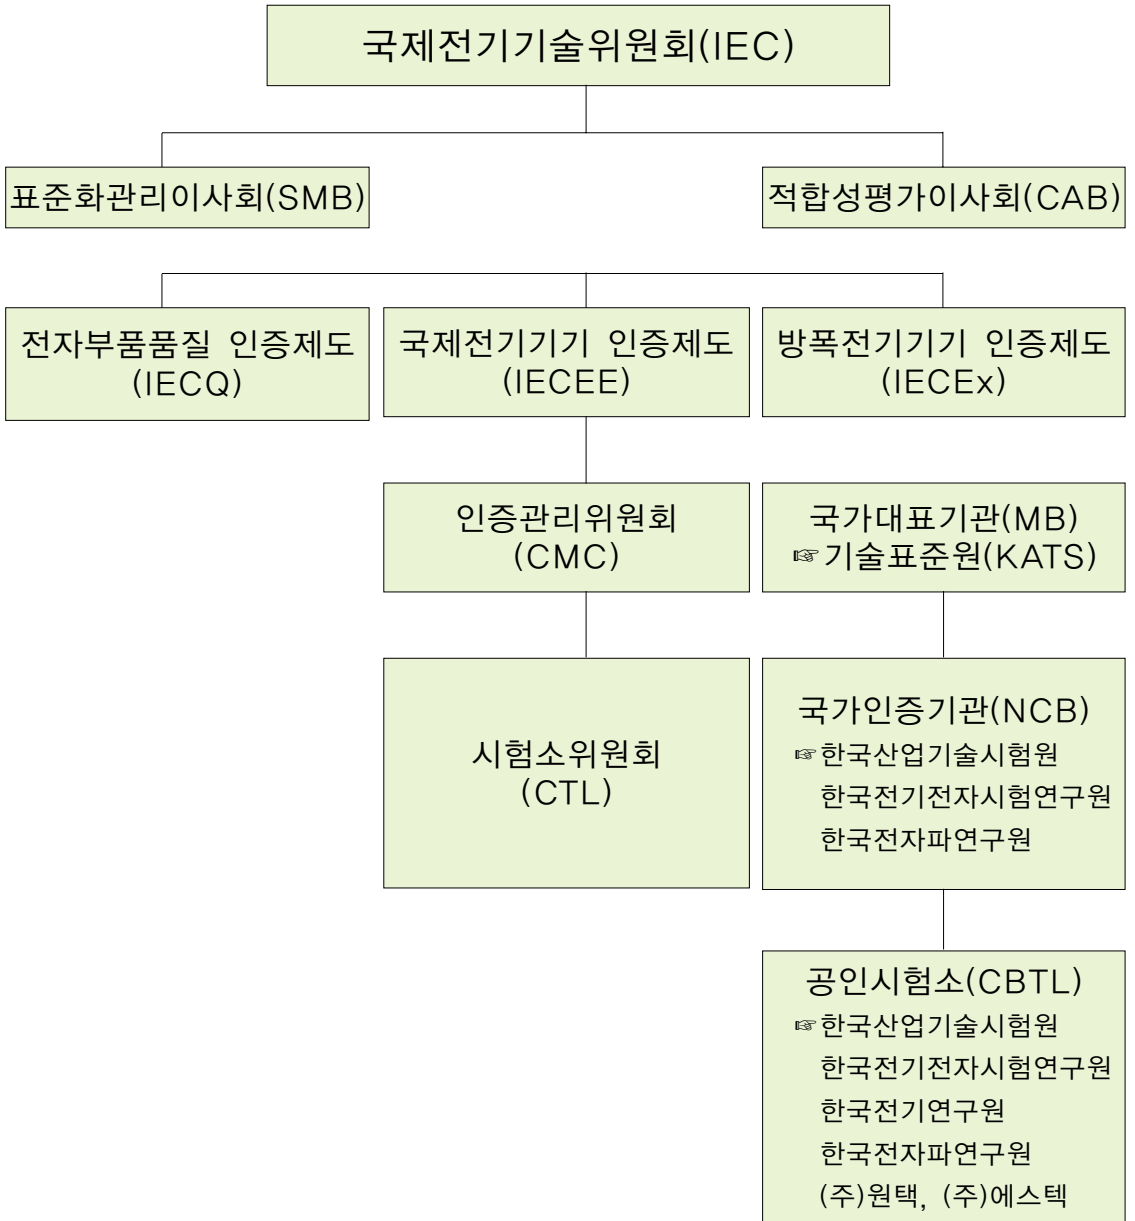 국제전기기술위원회(IEC)
표준화관리이사회(SMB)
적합성평가이사회(CAB)
전자부품품질 인증제도
(IECQ)
국제전기기기 인증제도
(IECEE)
방폭전기기기 인증제도
(IECEx)
인증관리위원회
(CMC)
국가대표기관(MB)
☞기술표준원(KATS)
시험소위원회
(CTL)
국가인증기관(NCB)
☞한국산업기술시험원
한국전기전자시험연구원
한국전자파연구원
공인시험소(CBTL)
☞한국산업기술시험원
한국전기전자시험연구원
한국전기연구원
한국전자파연구원
(주)원택, (주)에스텍